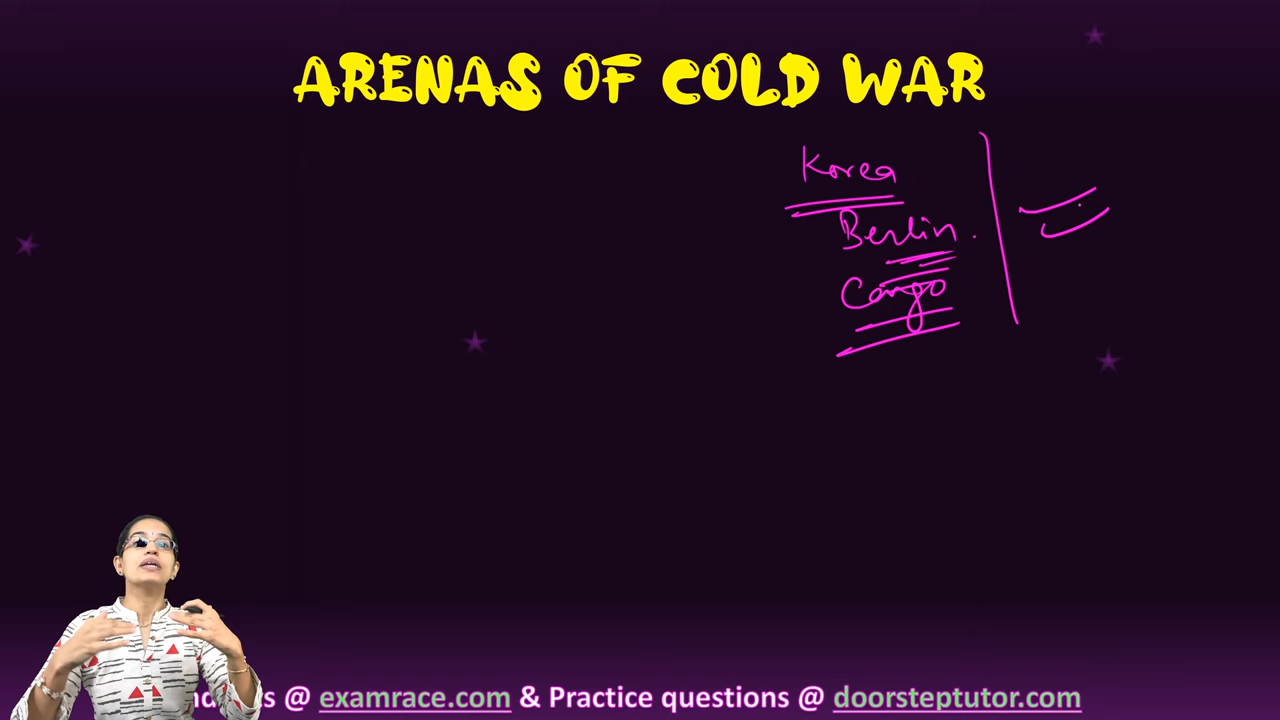 ARENAS OF COLD WAR
Korea
Berlin.
Congo
@ examrace.com & Practice questions @ doorsteptutor.com